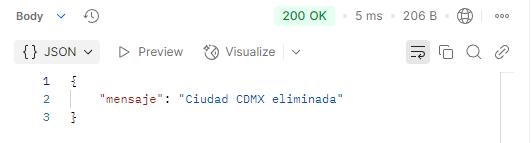 Body 200 OK • 5 ms • 206 B
{} JSON Preview Visualize
1 {
2 "mensaje": "Ciudad CDMX eliminada"
3 }